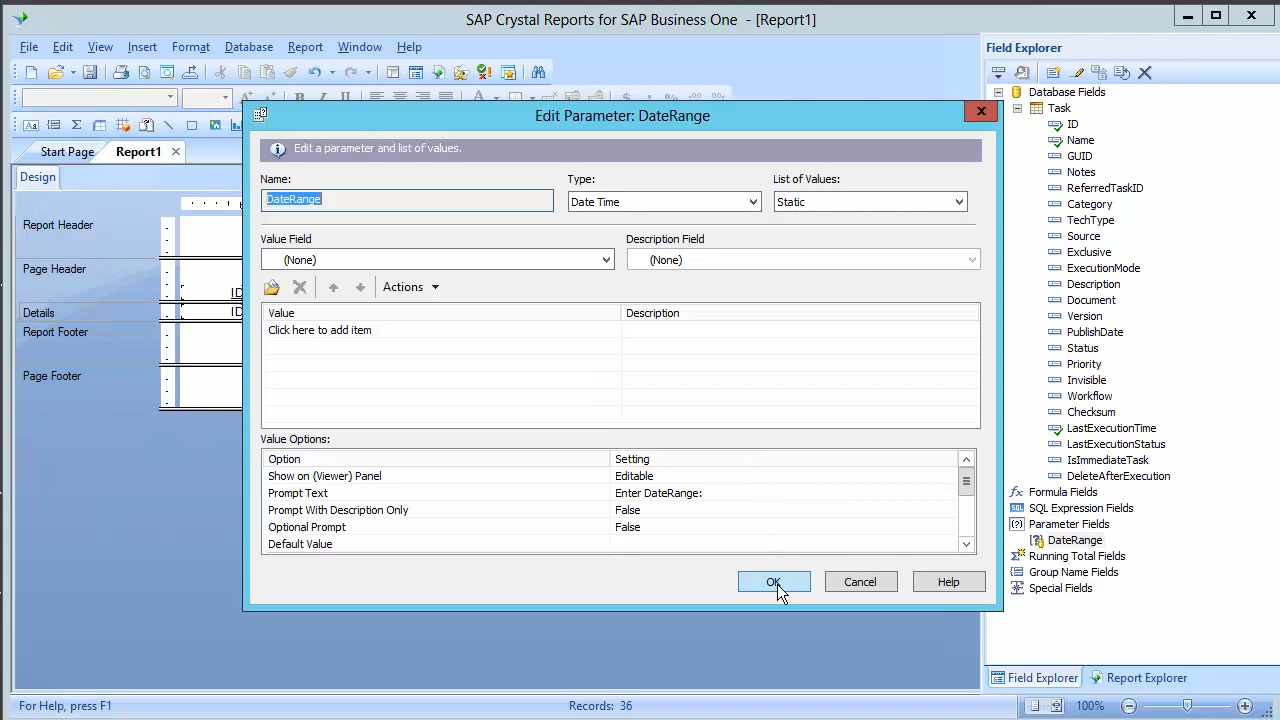 SAP Crystal Reports for SAP Business One - [Report1]
File Edit View Insert Format Database Report Window Help
Start Page Report1
Design
Report Header
Page Header
Details
Report Footer
Page Footer
ID
ID
Edit Parameter: DateRange
Edit a parameter and list of values.
Name: Type: List of Values:
DateRange Date Time Static
Value Field Description Field
(None) (None)
Actions
Value Description
Click here to add item
Value Options:
Option Setting
Show on (Viewer) Panel Editable
Prompt Text Enter DateRange:
Prompt With Description Only False
Optional Prompt False
Default Value
OK Cancel Help
Field Explorer
Database Fields
Task
ID
Name
GUID
Notes
ReferredTaskID
Category
TechType
Source
Exclusive
ExecutionMode
Description
Document
Version
PublishDate
Status
Priority
Invisible
Workflow
Checksum
LastExecutionTime
LastExecutionStatus
IsImmediateTask
DeleteAfterExecution
Formula Fields
SQL Expression Fields
Parameter Fields
DateRange
Running Total Fields
Group Name Fields
Special Fields
Field Explorer Report Explorer
For Help, press F1 Records: 36 100%